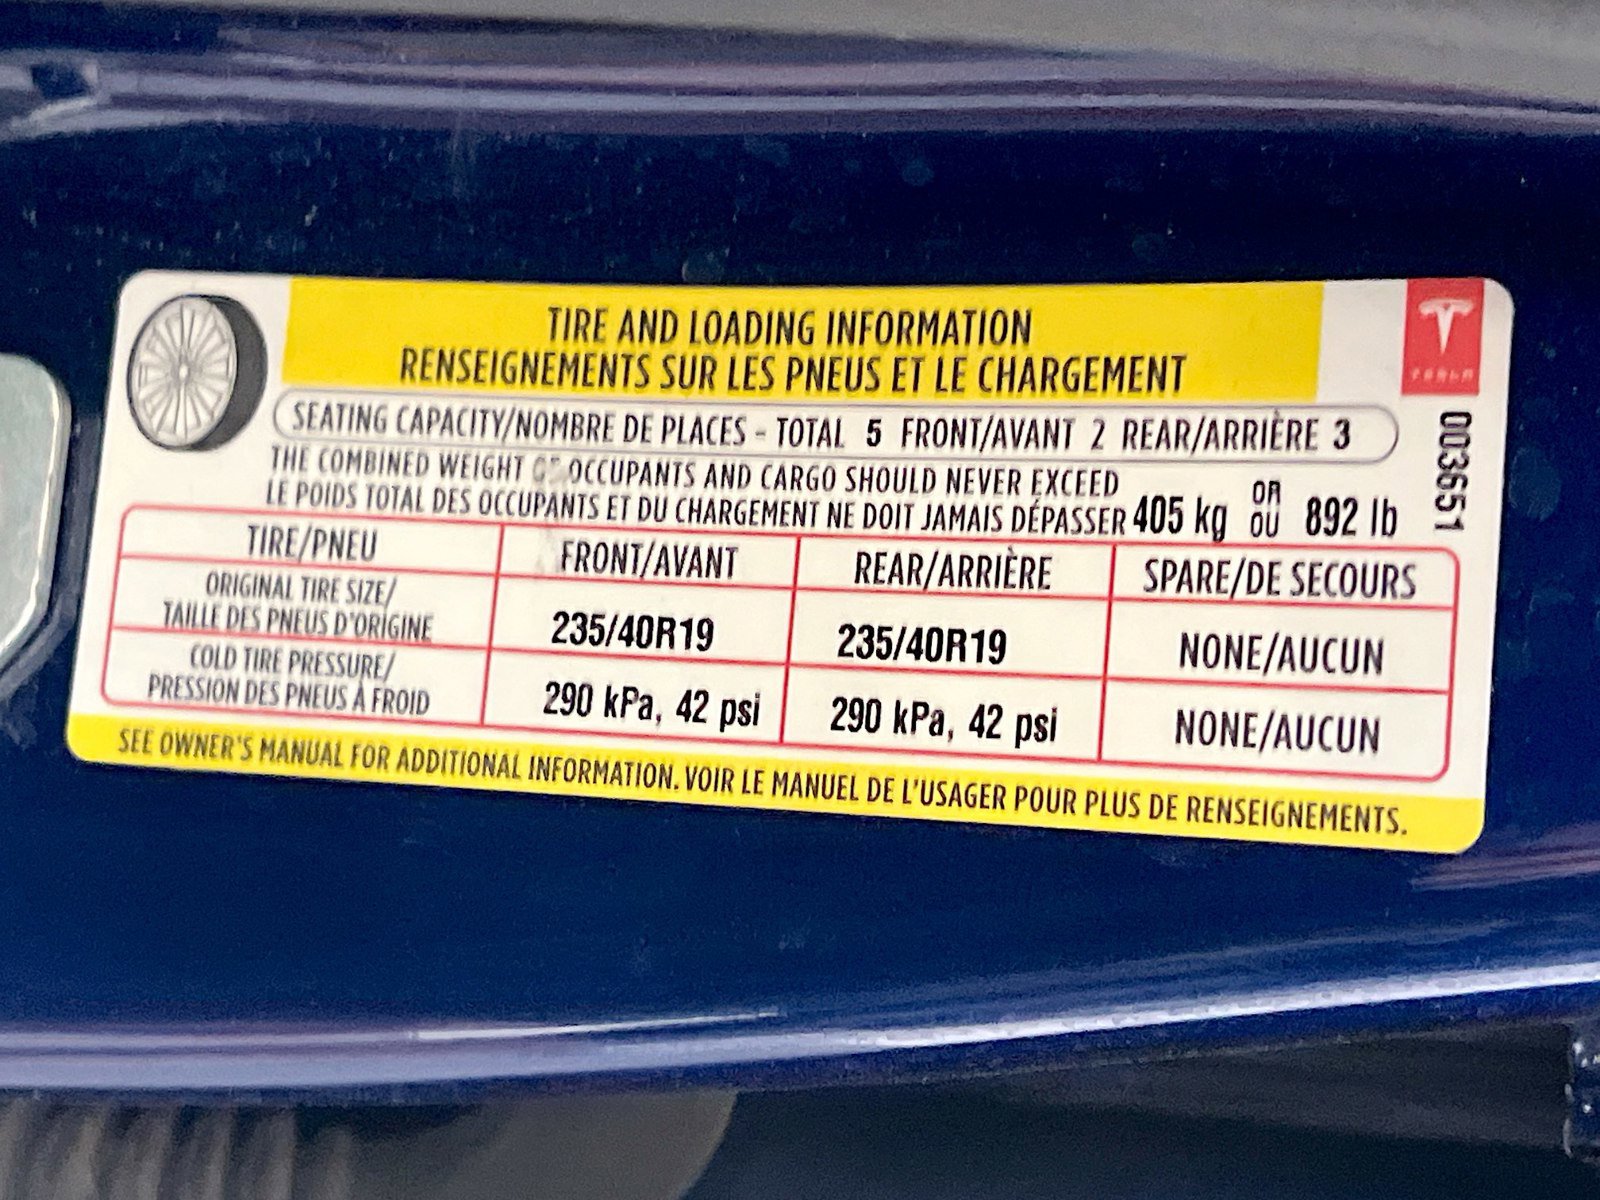 TIRE AND LOADING INFORMATION
RENSEIGNEMENTS SUR LES PNEUS ET LE CHARGEMENT
TESLA
SEATING CAPACITY/NOMBRE DE PLACES - TOTAL 5 FRONT/AVANT 2 REAR/ARRIÈRE 3
003651
THE COMBINED WEIGHT OCCUPANTS AND CARGO SHOULD NEVER EXCEED
LE POIDS TOTAL DES OCCUPANTS ET DU CHARGEMENT NE DOIT JAMAIS DÉPASSER
405 kg OR OU 892 lb
TIRE/PNEU FRONT/AVANT REAR/ARRIÈRE SPARE/DE SECOURS
ORIGINAL TIRE SIZE/
TAILLE DES PNEUS D'ORIGINE 235/40R19 235/40R19 NONE/AUCUN
COLD TIRE PRESSURE/
PRESSION DES PNEUS À FROID 290 kPa, 42 psi 290 kPa, 42 psi NONE/AUCUN
SEE OWNER'S MANUAL FOR ADDITIONAL INFORMATION. VOIR LE MANUEL DE L'USAGER POUR PLUS DE RENSEIGNEMENTS.